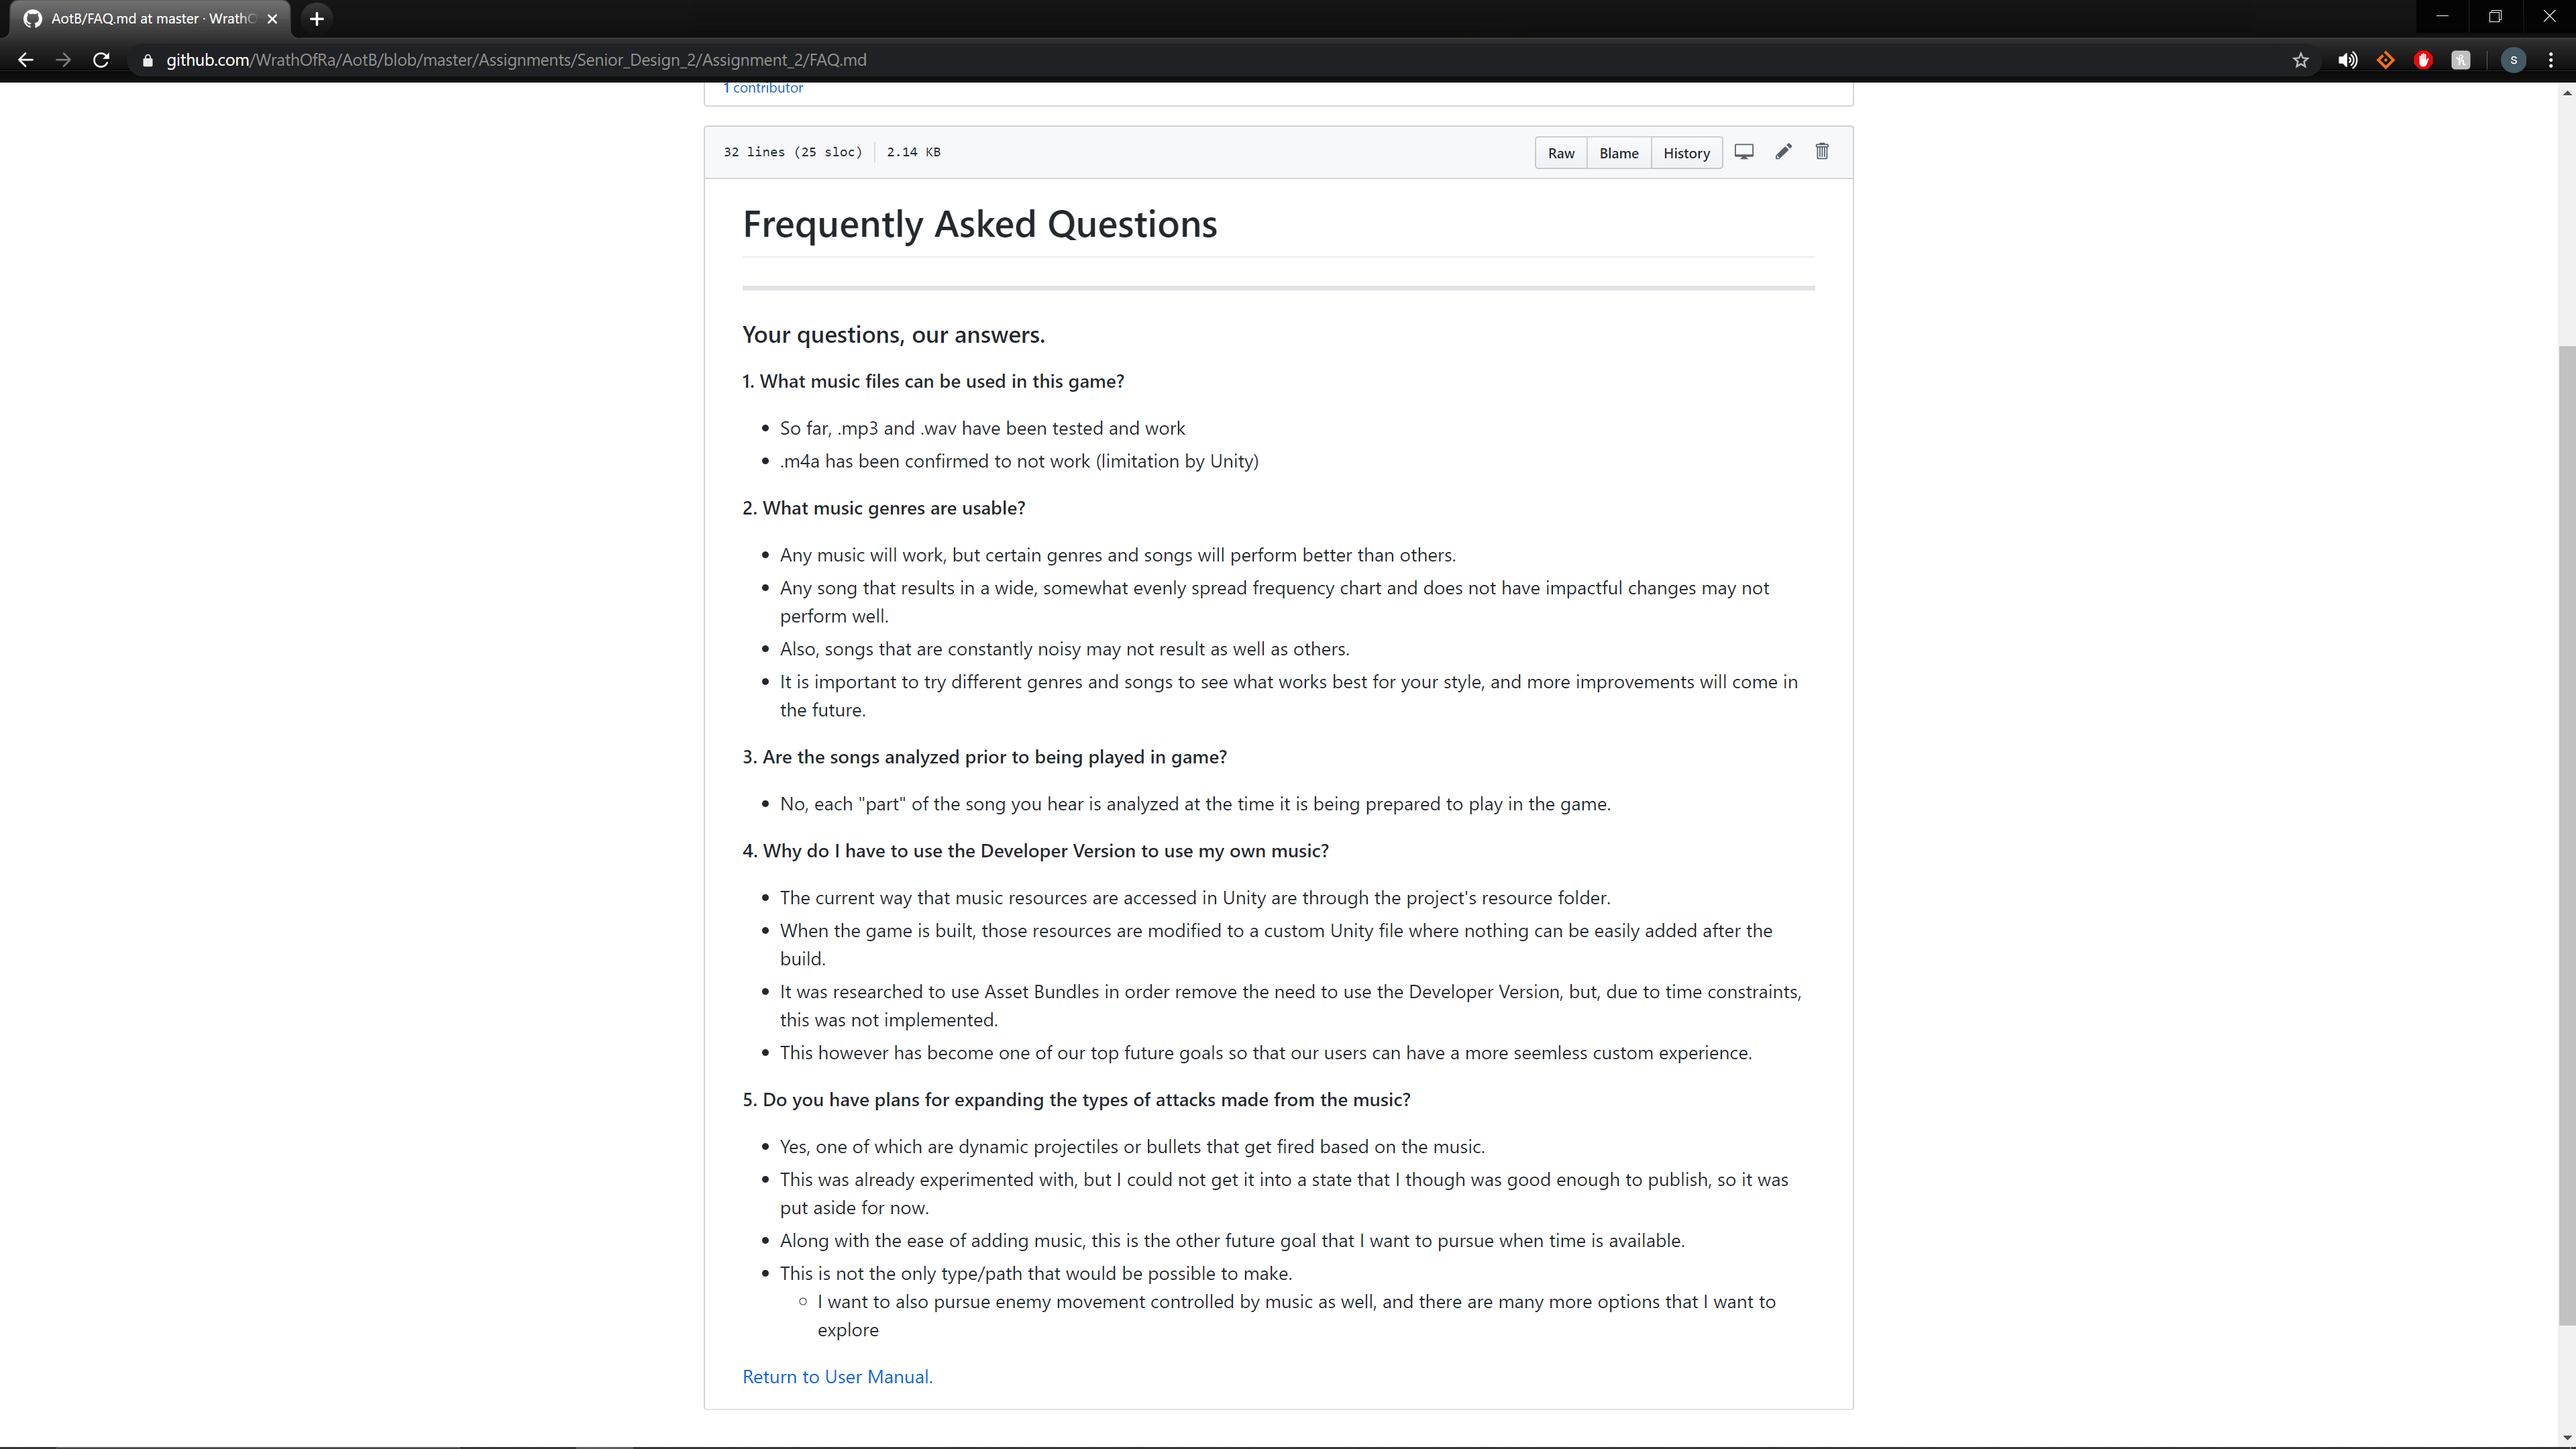 AotB/FAQ.md at master · WrathO
github.com/WrathOfRa/AotB/blob/master/Assignments/Senior_Design_2/Assignment_2/FAQ.md
S
1 contributor
32 lines (25 sloc) 2.14 KB
Raw Blame History
Frequently Asked Questions
Your questions, our answers.
1. What music files can be used in this game?
• So far, .mp3 and .wav have been tested and work
• .m4a has been confirmed to not work (limitation by Unity)
2. What music genres are usable?
• Any music will work, but certain genres and songs will perform better than others.
• Any song that results in a wide, somewhat evenly spread frequency chart and does not have impactful changes may not
perform well.
• Also, songs that are constantly noisy may not result as well as others.
• It is important to try different genres and songs to see what works best for your style, and more improvements will come in
the future.
3. Are the songs analyzed prior to being played in game?
• No, each "part" of the song you hear is analyzed at the time it is being prepared to play in the game.
4. Why do I have to use the Developer Version to use my own music?
• The current way that music resources are accessed in Unity are through the project's resource folder.
• When the game is built, those resources are modified to a custom Unity file where nothing can be easily added after the
build.
• It was researched to use Asset Bundles in order remove the need to use the Developer Version, but, due to time constraints,
this was not implemented.
• This however has become one of our top future goals so that our users can have a more seemless custom experience.
5. Do you have plans for expanding the types of attacks made from the music?
• Yes, one of which are dynamic projectiles or bullets that get fired based on the music.
• This was already experimented with, but I could not get it into a state that I though was good enough to publish, so it was
put aside for now.
• Along with the ease of adding music, this is the other future goal that I want to pursue when time is available.
• This is not the only type/path that would be possible to make.
◦ I want to also pursue enemy movement controlled by music as well, and there are many more options that I want to
explore
Return to User Manual.